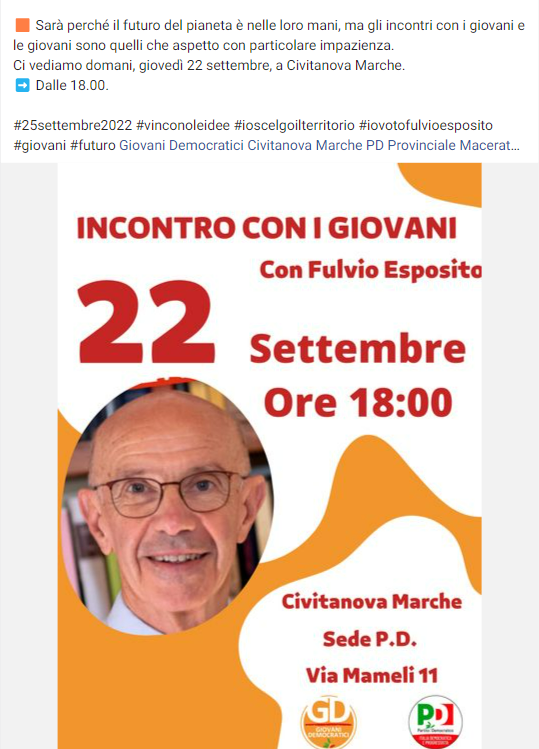 🟧 Sarà perché il futuro del pianeta è nelle loro mani, ma gli incontri con i giovani e
le giovani sono quelli che aspetto con particolare impazienza.
Ci vediamo domani, giovedì 22 settembre, a Civitanova Marche.
➡️ Dalle 18.00.
#25settembre2022 #vinconoleidee #ioscelgoilterritorio #iovotofulvioesposito
#giovani #futuro Giovani Democratici Civitanova Marche PD Provinciale Macerat...
INCONTRO CON I GIOVANI
Con Fulvio Esposito
22
Settembre
Ore 18:00
Civitanova Marche
Sede P.D.
Via Mameli 11
GD
GIOVANI
DEMOCRATICI
PD
Partito Democratico